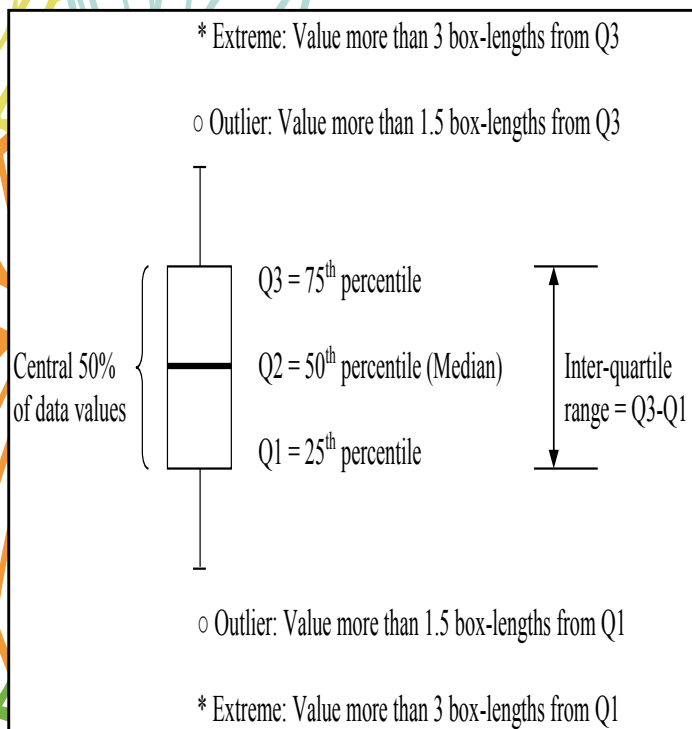 * Extreme: Value more than 3 box-lengths from Q3
○ Outlier: Value more than 1.5 box-lengths from Q3
Q3 = 75th percentile
Central 50%
of data values
Q2 = 50th percentile (Median)
Inter-quartile
range = Q3-Q1
Q1 = 25th percentile
○ Outlier: Value more than 1.5 box-lengths from Q1
* Extreme: Value more than 3 box-lengths from Q1